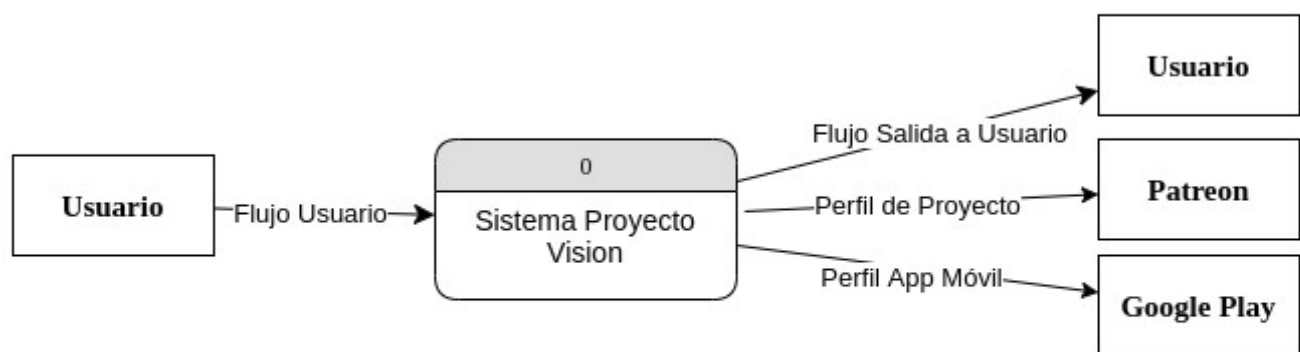 Usuario
Flujo Usuario
0
Sistema Proyecto
Vision
Flujo Salida a Usuario
Perfil de Proyecto
Perfil App Móvil
Usuario
Patreon
Google Play